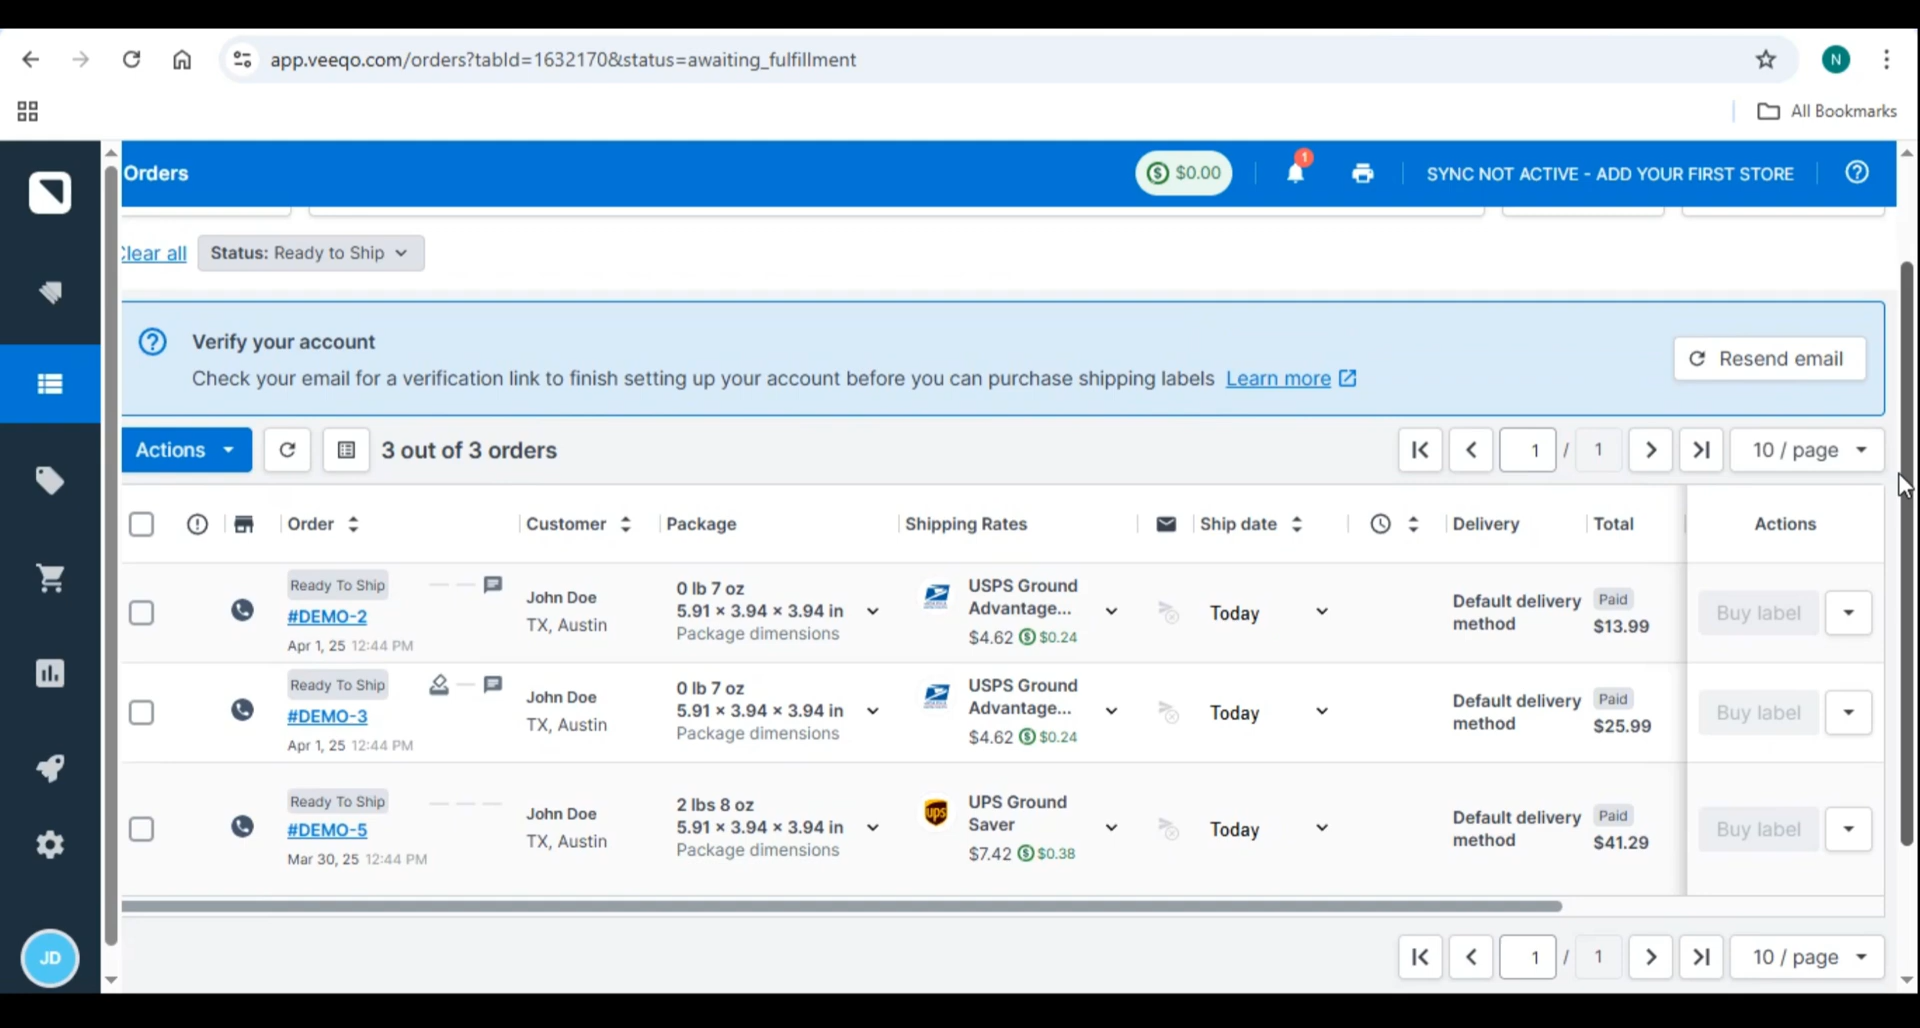 app.veeqo.com/orders?tabId=1632170&status=awaiting_fulfillment
N
All Bookmarks
Orders
$0.00
1
SYNC NOT ACTIVE - ADD YOUR FIRST STORE
Clear all
Status: Ready to Ship
Verify your account
Check your email for a verification link to finish setting up your account before you can purchase shipping labels Learn more
Resend email
Actions
3 out of 3 orders
1 / 1
10 / page
Order
Customer
Package
Shipping Rates
Ship date
Delivery
Total
Actions
Ready To Ship
#DEMO-2
Apr 1, 25 12:44 PM
John Doe
TX, Austin
0 lb 7 oz
5.91 × 3.94 × 3.94 in
Package dimensions
USPS Ground
Advantage...
$4.62 $0.24
Today
Default delivery
method
Paid
$13.99
Buy label
Ready To Ship
#DEMO-3
Apr 1, 25 12:44 PM
John Doe
TX, Austin
0 lb 7 oz
5.91 × 3.94 × 3.94 in
Package dimensions
USPS Ground
Advantage...
$4.62 $0.24
Today
Default delivery
method
Paid
$25.99
Buy label
Ready To Ship
#DEMO-5
Mar 30, 25 12:44 PM
John Doe
TX, Austin
2 lbs 8 oz
5.91 × 3.94 × 3.94 in
Package dimensions
ups
UPS Ground
Saver
$7.42 $0.38
Today
Default delivery
method
Paid
$41.29
Buy label
JD
1 / 1
10 / page